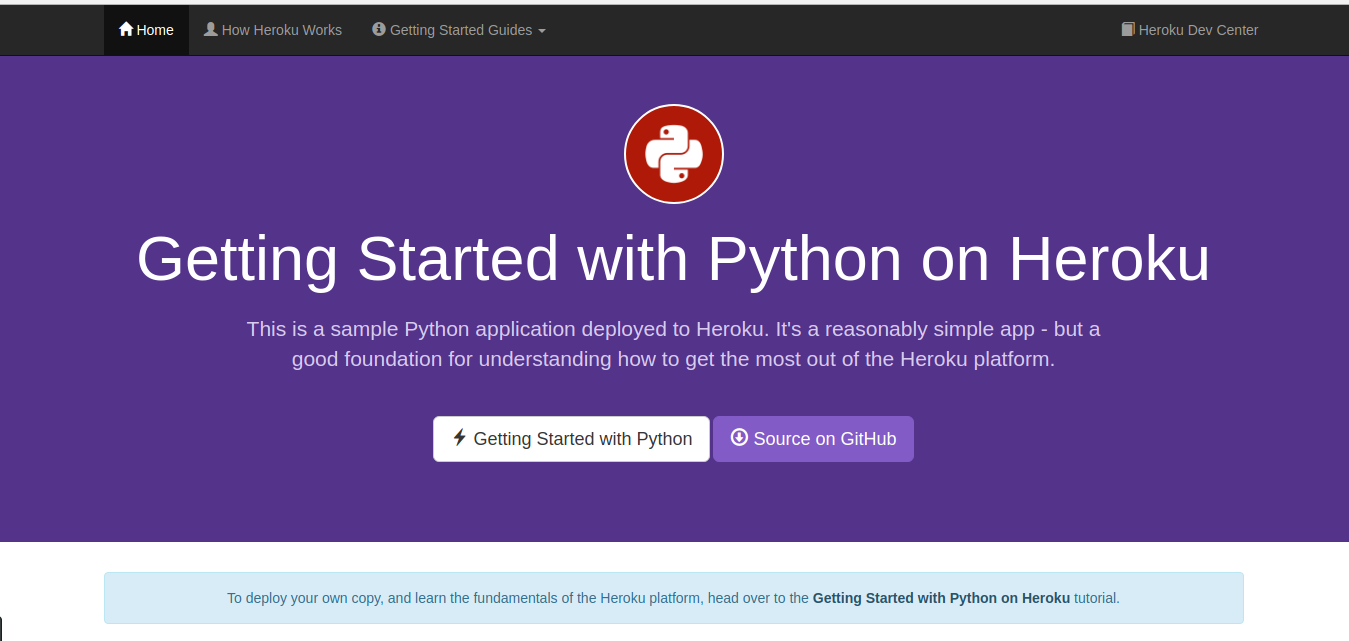 Home How Heroku Works Getting Started Guides Heroku Dev Center
Getting Started with Python on Heroku
This is a sample Python application deployed to Heroku. It's a reasonably simple app - but a
good foundation for understanding how to get the most out of the Heroku platform.
Getting Started with Python Source on GitHub
To deploy your own copy, and learn the fundamentals of the Heroku platform, head over to the Getting Started with Python on Heroku tutorial.